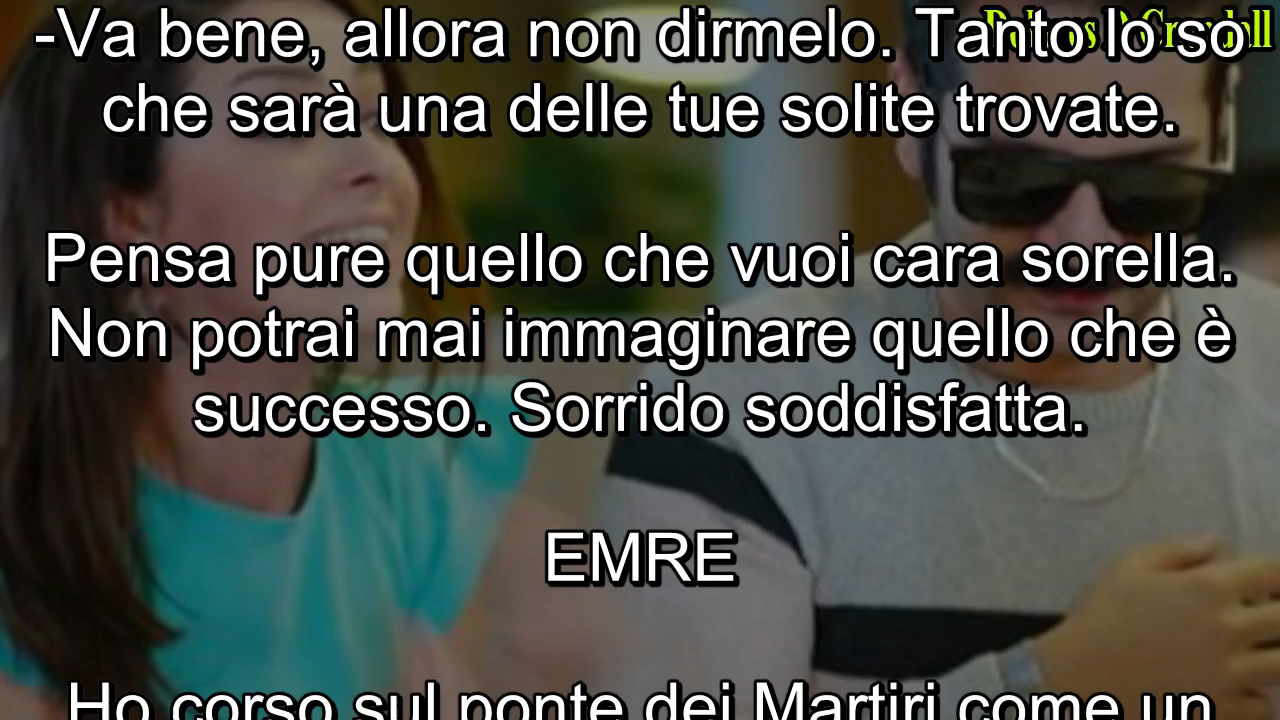 -Va bene, allora non dirmelo. Tanto lo so
che sarà una delle tue solite trovate.
Pensa pure quello che vuoi cara sorella.
Non potrai mai immaginare quello che è
successo. Sorrido soddisfatta.
EMRE
Ho corso sul ponte dei Martiri come un